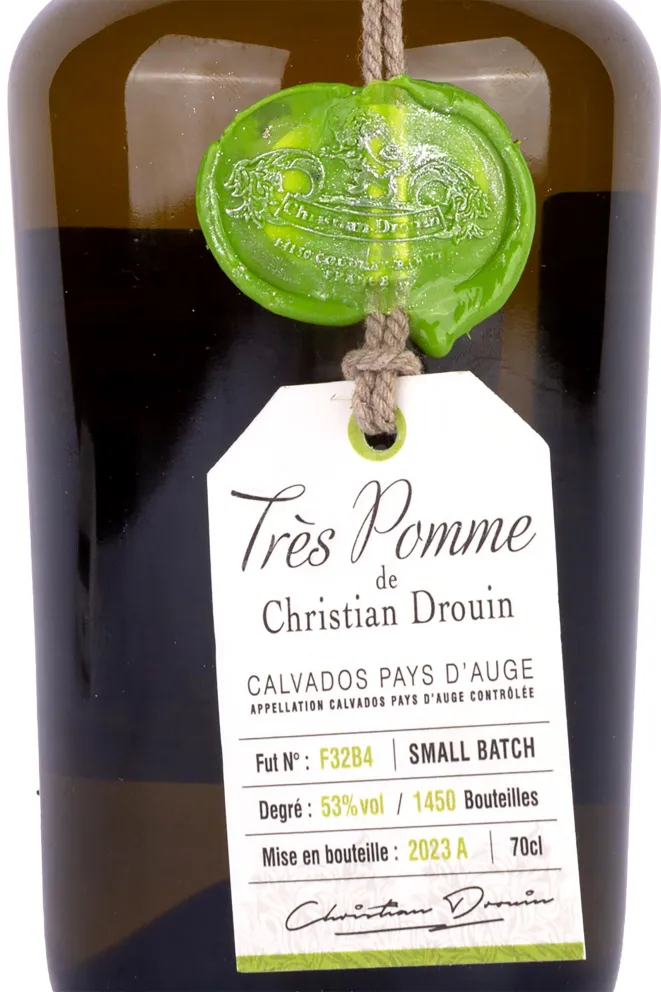 Christian Drouin
FRANCE
Très Pomme
de
Christian Drouin
CALVADOS PAYS D'AUGE
APPELLATION CALVADOS PAYS D'AUGE CONTRÔLÉE
Fut N° : F32B4 | SMALL BATCH
Degré : 53%vol / 1450 Bouteilles
Mise en bouteille : 2023 A | 70cl
Christian Drouin